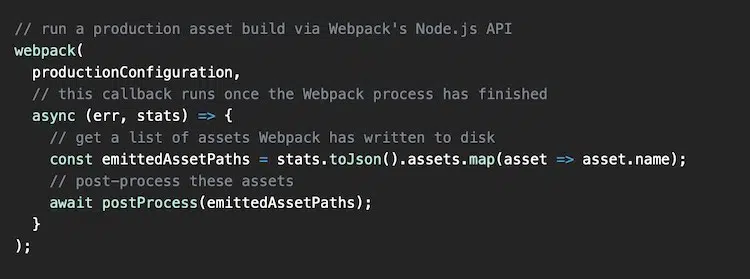 // run a production asset build via Webpack's Node.js API
webpack(
  productionConfiguration,
  // this callback runs once the Webpack process has finished
  async (err, stats) => {
    // get a list of assets Webpack has written to disk
    const emittedAssetPaths = stats.toJson().assets.map(asset => asset.name);
    // post-process these assets
    await postProcess(emittedAssetPaths);
  }
);